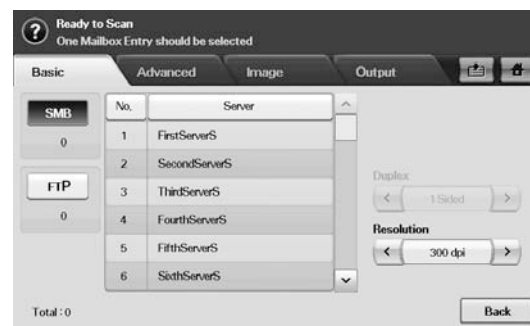 Ready to Scan
One Mailbox Entry should be selected
Basic Advanced Image Output
SMB
0
FTP
0
No. Server
1 FirstServerS
2 SecondServerS
3 ThirdServerS
4 FourthServerS
5 FifthServerS
6 SixthServerS
Duplex
< 1 Sided >
Resolution
< 300 dpi >
Total : 0
Back